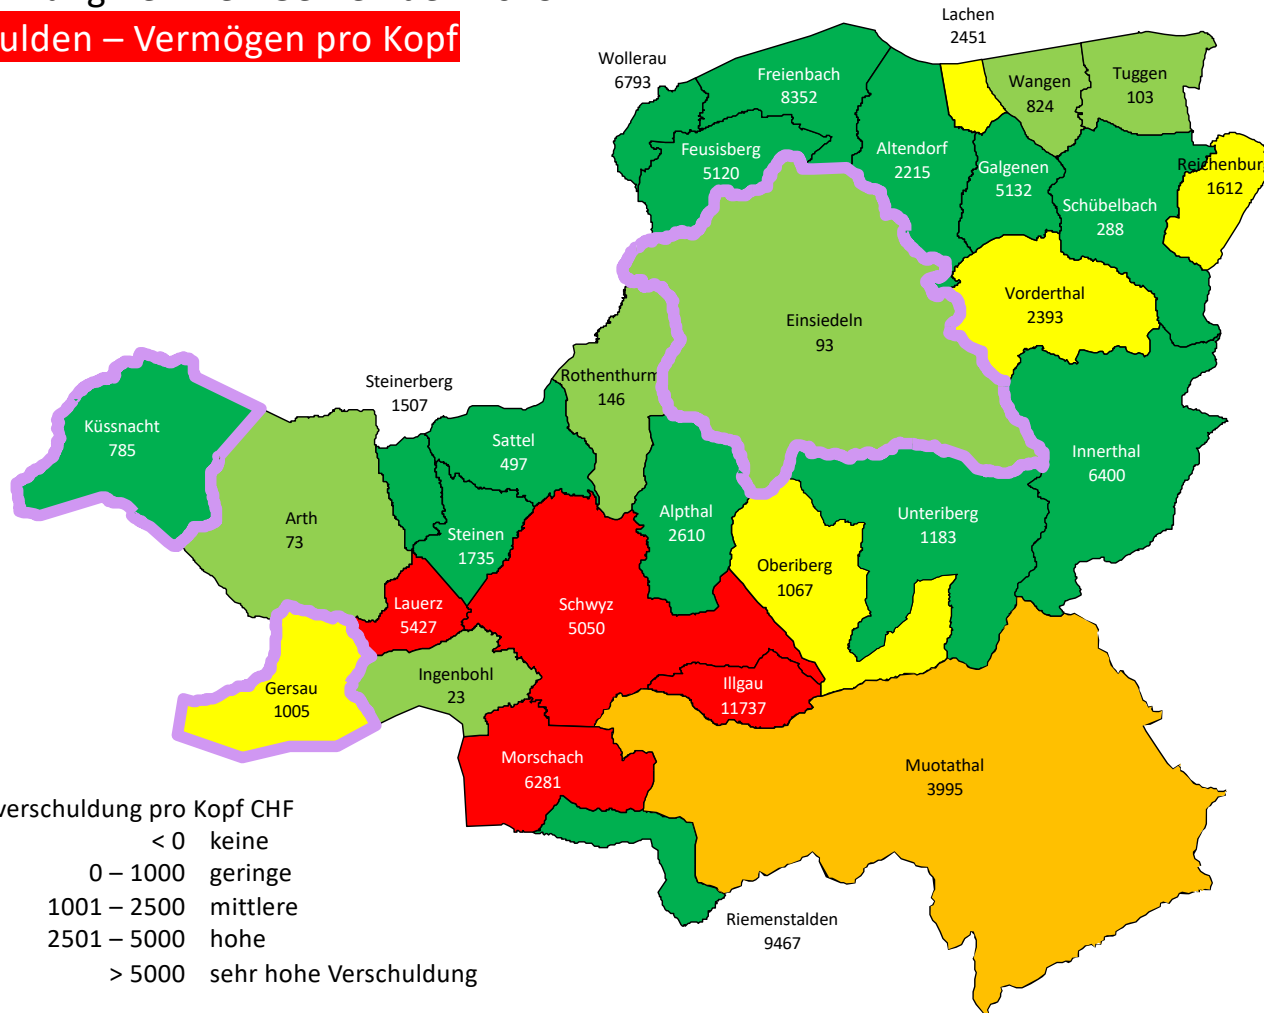 – Vermögen pro Kopf
Lachen
2451
Wollerau
6793
Freienbach
8352
Wangen
824
Tuggen
103
Feusisberg
5120
Altendorf
2215
Galgenen
5132
Reichenburg
1612
Schübelbach
288
Vorderthal
2393
Einsiedeln
93
Rothenthurm
146
Steinerberg
1507
Küssnacht
785
Sattel
497
Innerthal
6400
Arth
73
Steinen
1735
Alpthal
2610
Unteriberg
1183
Oberiberg
1067
Lauerz
5427
Schwyz
5050
Ingenbohl
23
Illgau
11737
Gersau
1005
Morschach
6281
Muotathal
3995
Riemenstalden
9467
verschuldung pro Kopf CHF
< 0 keine
0 – 1000 geringe
1001 – 2500 mittlere
2501 – 5000 hohe
> 5000 sehr hohe Verschuldung